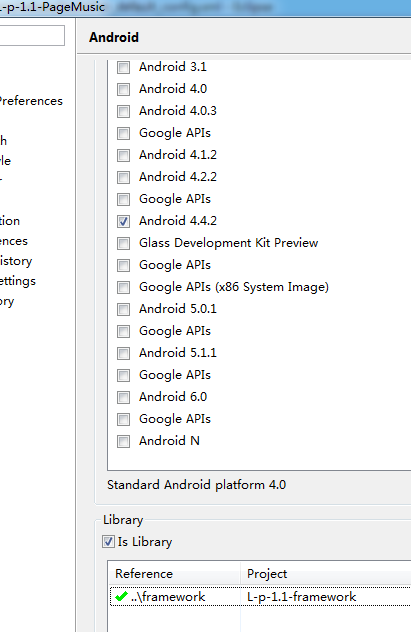 L-p-1.1-PageMusic
_default_config.xml - Eclipse
Android
Preferences
h
le
r
tion
ences
istory
ettings
ory
Android 3.1
Android 4.0
Android 4.0.3
Google APIs
Android 4.1.2
Android 4.2.2
Google APIs
Android 4.4.2
Glass Development Kit Preview
Google APIs
Google APIs (x86 System Image)
Android 5.0.1
Google APIs
Android 5.1.1
Google APIs
Android 6.0
Google APIs
Android N
Standard Android platform 4.0
Library
Is Library
Reference Project
..\framework L-p-1.1-framework